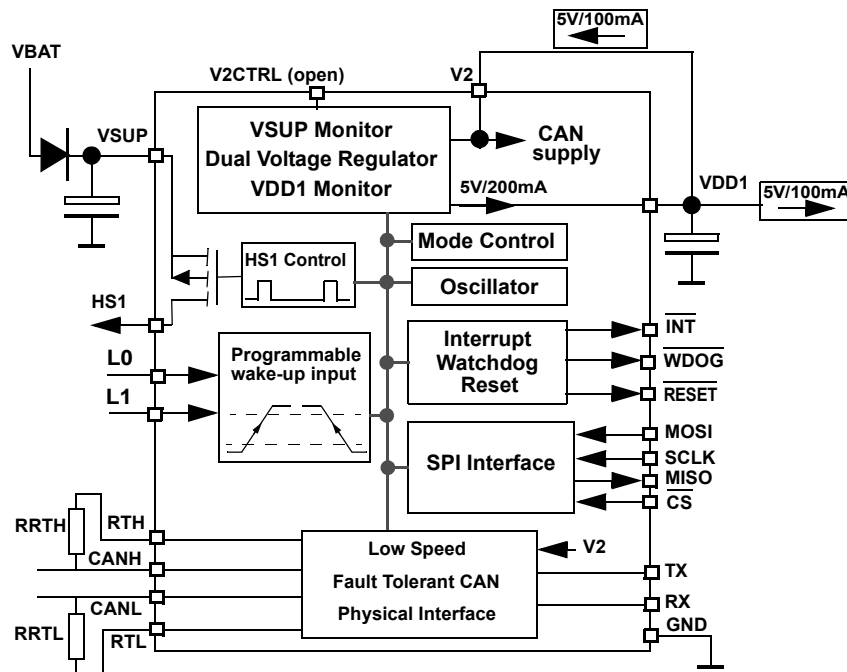 5V/100mA
VBAT
V2CTRL (open)
V2
VSUP
VSUP Monitor
Dual Voltage Regulator
VDD1 Monitor
CAN
supply
5V/200mA
VDD1
5V/100mA
Mode Control
HS1 Control
Oscillator
HS1
L0
L1
Programmable
wake-up input
Interrupt
Watchdog
Reset
INT
WDOG
RESET
SPI Interface
MOSI
SCLK
MISO
CS
RRTH
RTH
CANH
CANL
RRTL
RTL
Low Speed
Fault Tolerant CAN
Physical Interface
V2
TX
RX
GND